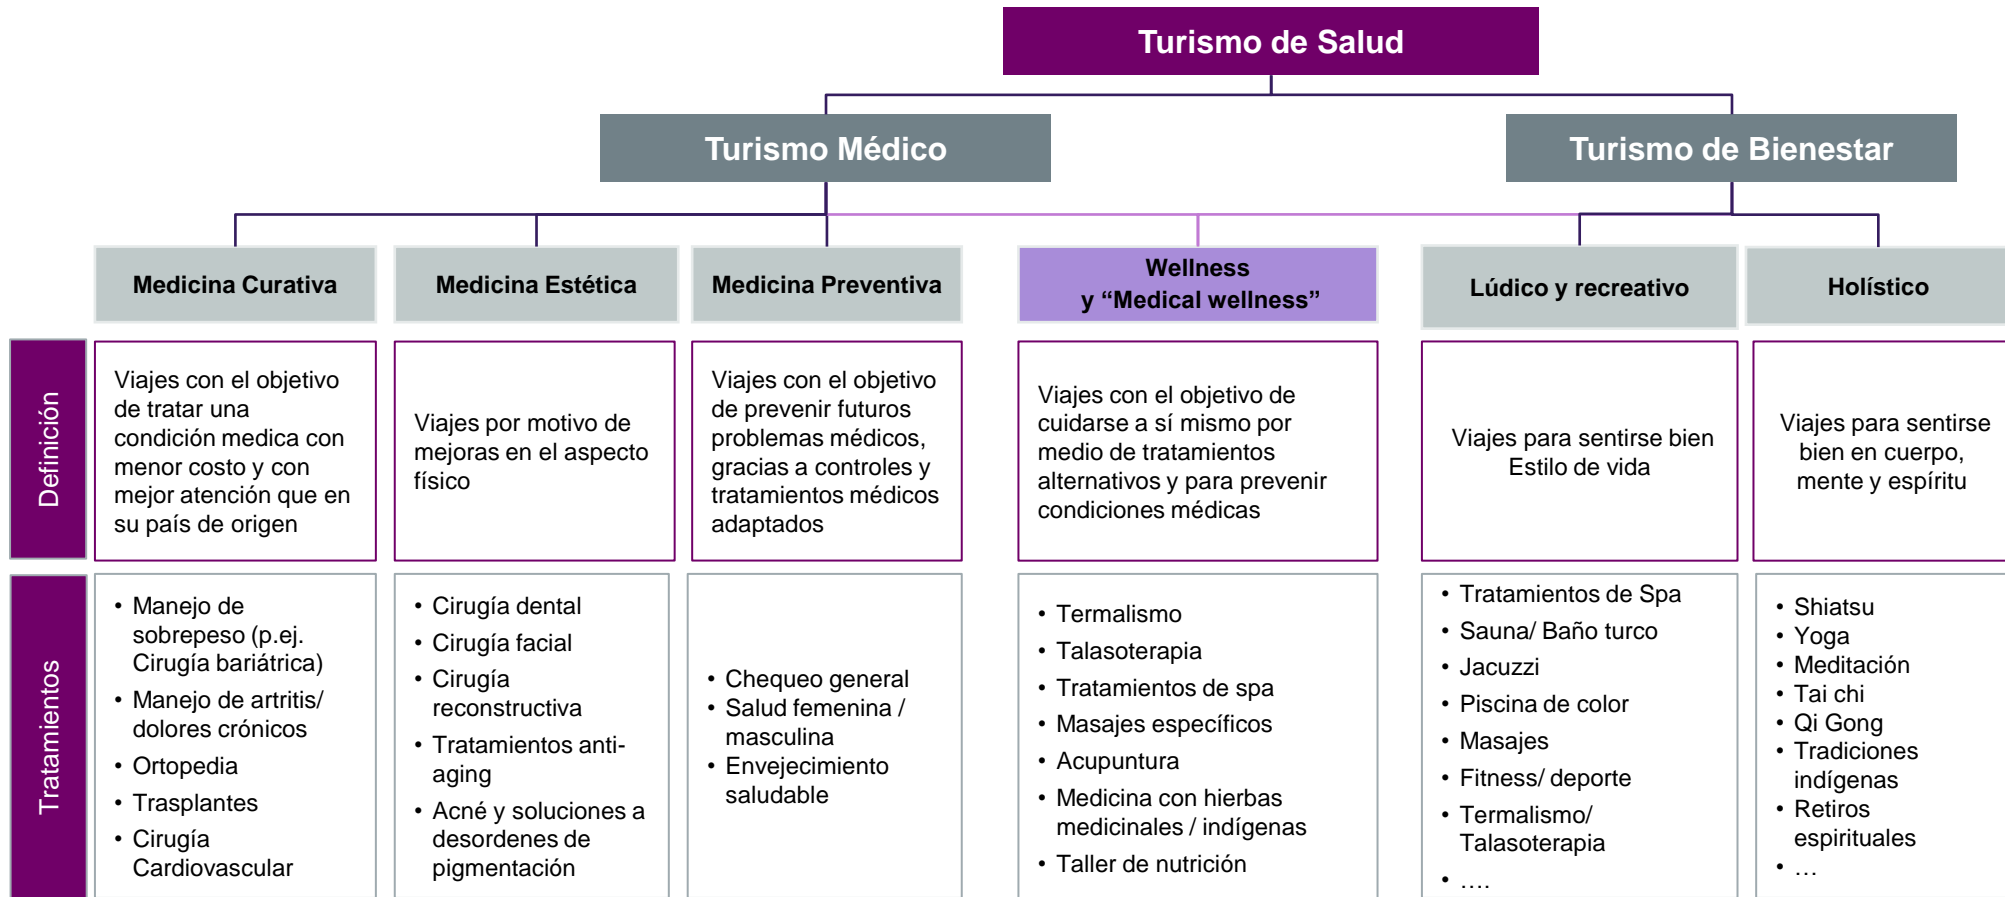 Turismo de Salud
Turismo Médico
Turismo de Bienestar
Medicina Curativa
Medicina Estética
Medicina Preventiva
Wellness
y “Medical wellness”
Lúdico y recreativo
Holístico
Definición
Viajes con el objetivo
de tratar una
condición medica con
menor costo y con
mejor atención que en
su país de origen
Viajes por motivo de
mejoras en el aspecto
físico
Viajes con el objetivo
de prevenir futuros
problemas médicos,
gracias a controles y
tratamientos médicos
adaptados
Viajes con el objetivo de
cuidarse a sí mismo por
medio de tratamientos
alternativos y para prevenir
condiciones médicas
Viajes para sentirse bien
Estilo de vida
Viajes para sentirse
bien en cuerpo,
mente y espíritu
Tratamientos
• Manejo de
sobrepeso (p.ej.
Cirugía bariátrica)
• Manejo de artritis/
dolores crónicos
• Ortopedia
• Trasplantes
• Cirugía
Cardiovascular
• Cirugía dental
• Cirugía facial
• Cirugía
reconstructiva
• Tratamientos anti-
aging
• Acné y soluciones a
desordenes de
pigmentación
• Chequeo general
• Salud femenina /
masculina
• Envejecimiento
saludable
• Termalismo
• Talasoterapia
• Tratamientos de spa
• Masajes específicos
• Acupuntura
• Medicina con hierbas
medicinales / indígenas
• Taller de nutrición
• Tratamientos de Spa
• Sauna/ Baño turco
• Jacuzzi
• Piscina de color
• Masajes
• Fitness/ deporte
• Termalismo/
Talasoterapia
• ….
• Shiatsu
• Yoga
• Meditación
• Tai chi
• Qi Gong
• Tradiciones
indígenas
• Retiros
espirituales
• …